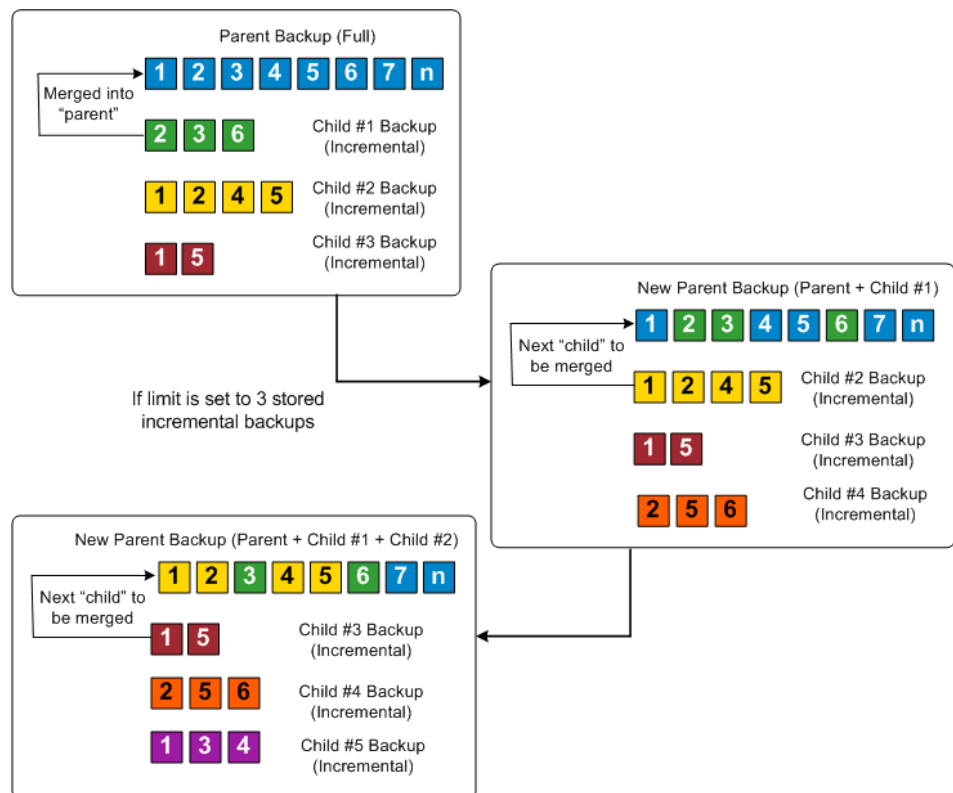 Parent Backup (Full)
1 2 3 4 5 6 7 n
Merged into
“parent”
2 3 6
Child #1 Backup
(Incremental)
1 2 4 5
Child #2 Backup
(Incremental)
1 5
Child #3 Backup
(Incremental)
If limit is set to 3 stored
incremental backups
New Parent Backup (Parent + Child #1)
1 2 3 4 5 6 7 n
Next “child” to
be merged
1 2 4 5
Child #2 Backup
(Incremental)
1 5
Child #3 Backup
(Incremental)
2 5 6
Child #4 Backup
(Incremental)
New Parent Backup (Parent + Child #1 + Child #2)
1 2 3 4 5 6 7 n
Next “child” to
be merged
1 5
Child #3 Backup
(Incremental)
2 5 6
Child #4 Backup
(Incremental)
1 3 4
Child #5 Backup
(Incremental)